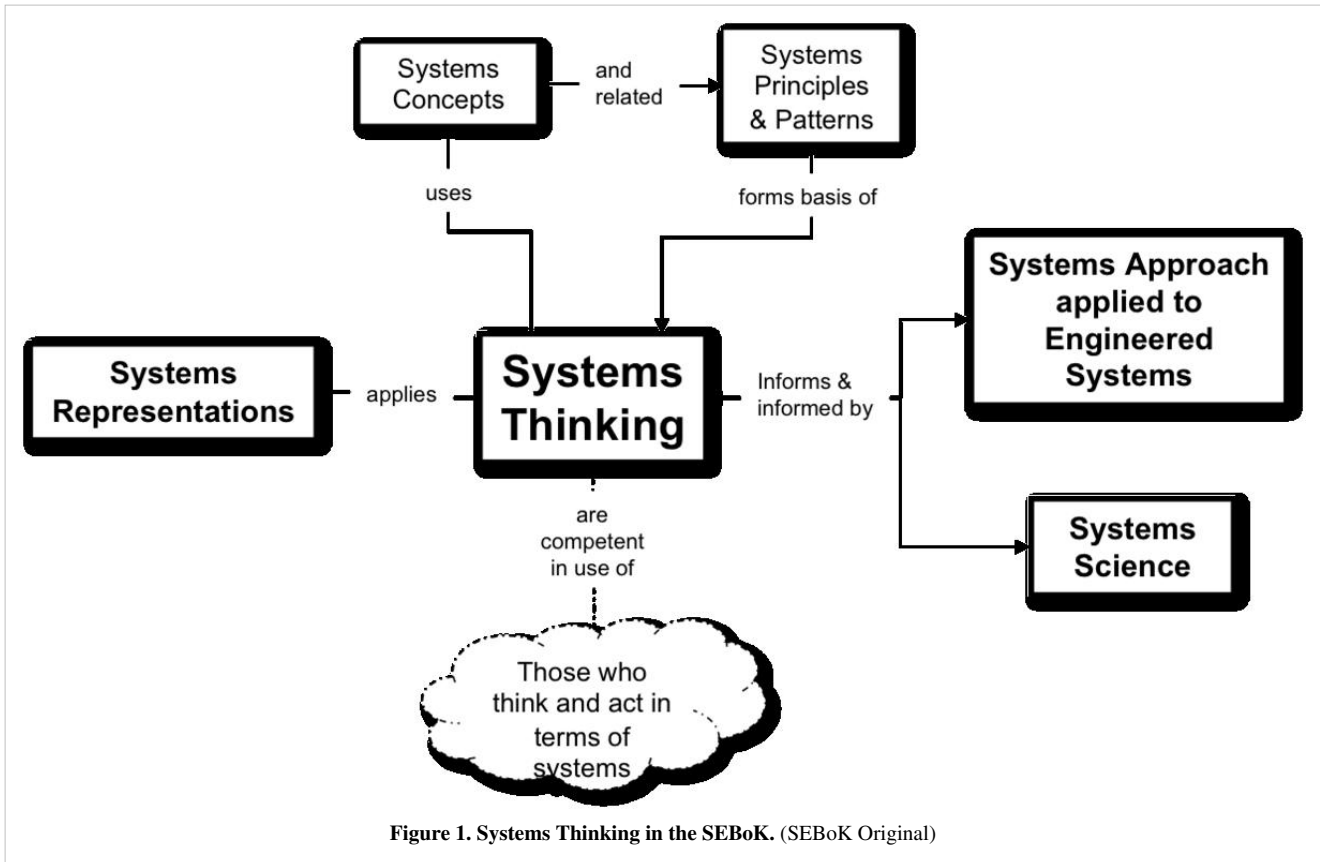 Systems
Concepts
and
related
Systems
Principles
& Patterns
uses
forms basis of
Systems Approach
applied to
Engineered
Systems
Systems
Representations
applies
Systems
Thinking
Informs &
informed by
Systems
Science
are
competent
in use of
Those who
think and act in
terms of
systems
Figure 1. Systems Thinking in the SEBoK. (SEBoK Original)